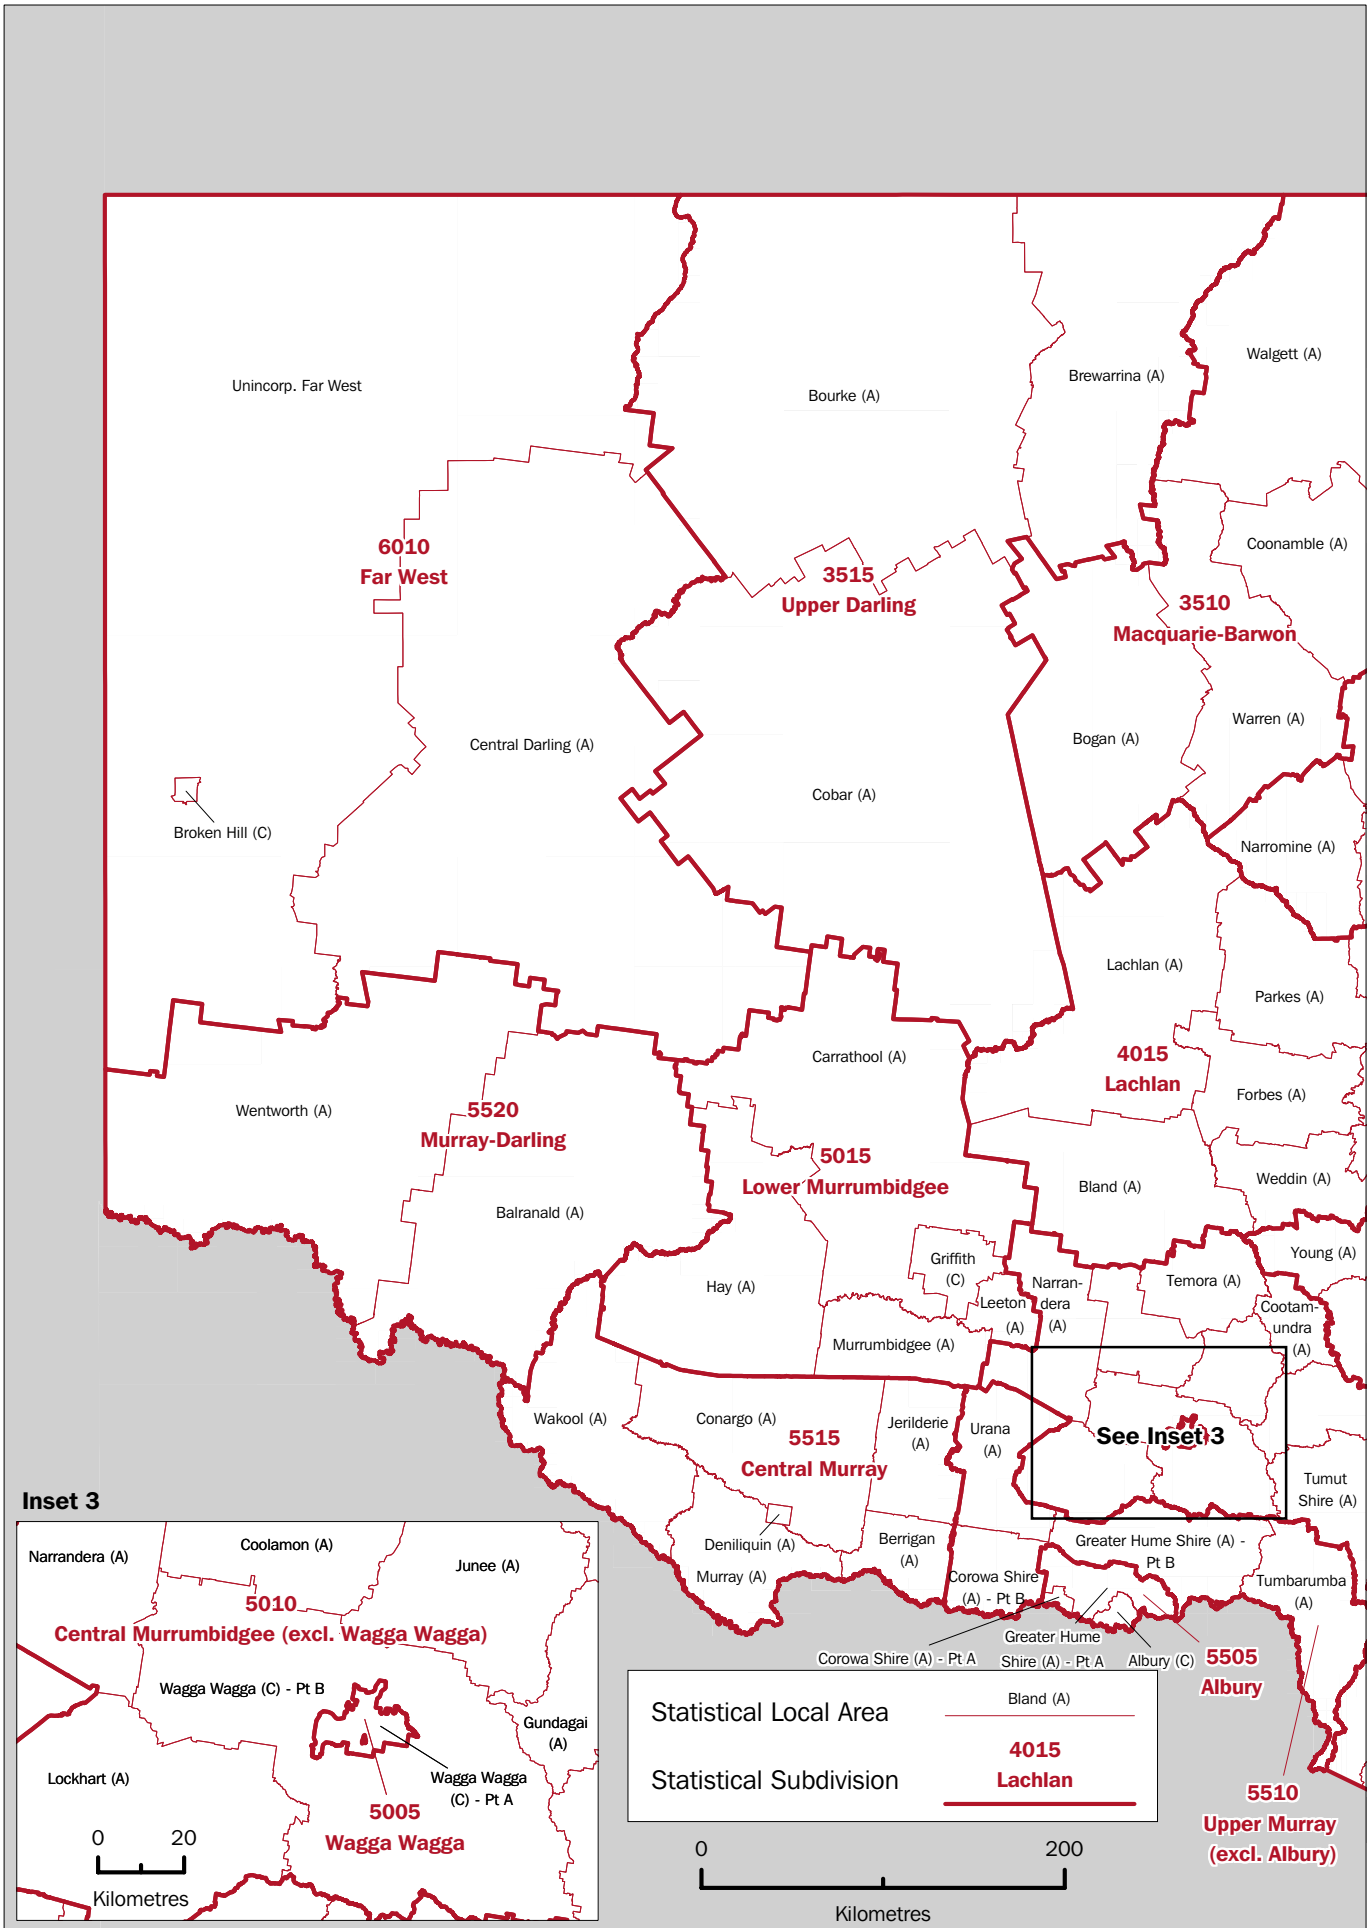 Unincorp. Far West
Bourke (A)
Brewarrina (A)
Walgett (A)
6010
Far West
3515
Upper Darling
Coonamble (A)
3510
Macquarie-Barwon
Central Darling (A)
Broken Hill (C)
Cobar (A)
Bogan (A)
Warren (A)
Narromine (A)
Lachlan (A)
Parkes (A)
Carrathool (A)
4015
Lachlan
Forbes (A)
Wentworth (A)
5520
Murray-Darling
5015
Lower Murrumbidgee
Bland (A)
Weddin (A)
Balranald (A)
Griffith
(C)
Young (A)
Hay (A)
Leeton
(A)
Narran-
dera
(A)
Temora (A)
Cootam-
undra
(A)
Murrumbidgee (A)
Wakool (A)
Conargo (A)
5515
Central Murray
Jerilderie
(A)
Urana
(A)
See Inset 3
Tumut
Shire (A)
Deniliquin (A)
Murray (A)
Berrigan
(A)
Corowa Shire
(A) - Pt B
Greater Hume Shire (A) -
Pt B
Tumbarumba
(A)
Corowa Shire (A) - Pt A
Greater Hume
Shire (A) - Pt A
Albury (C)
5505
Albury
5510
Upper Murray
(excl. Albury)
Inset 3
Narrandera (A)
Coolamon (A)
Junee (A)
5010
Central Murrumbidgee (excl. Wagga Wagga)
Wagga Wagga (C) - Pt B
Gundagai
(A)
Lockhart (A)
Wagga Wagga
(C) - Pt A
5005
Wagga Wagga
0 20
Kilometres
Statistical Local Area
Bland (A)
Statistical Subdivision
4015
Lachlan
0 200
Kilometres